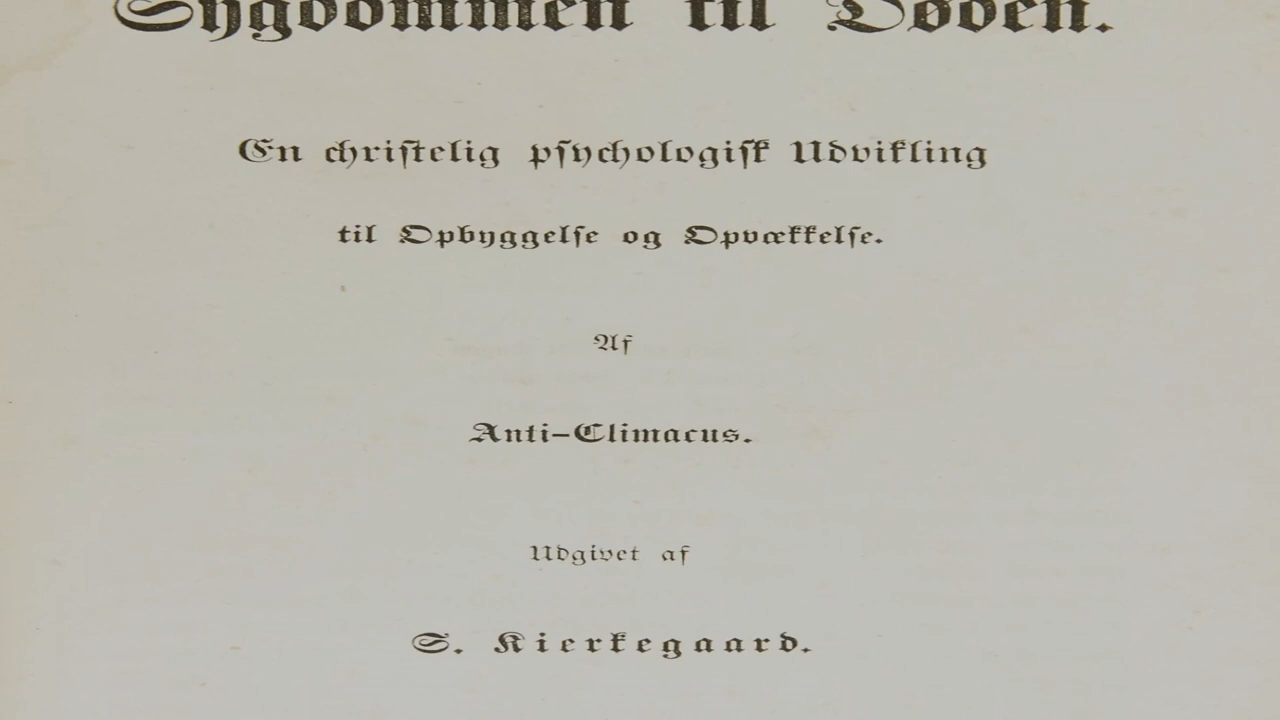 Sygdommen til Døden.
En christelig psychologisk Udvikling
til Opbyggelse og Opvækkelse.
Af
Anti-Climacus.
Udgivet af
S. Kierkegaard.